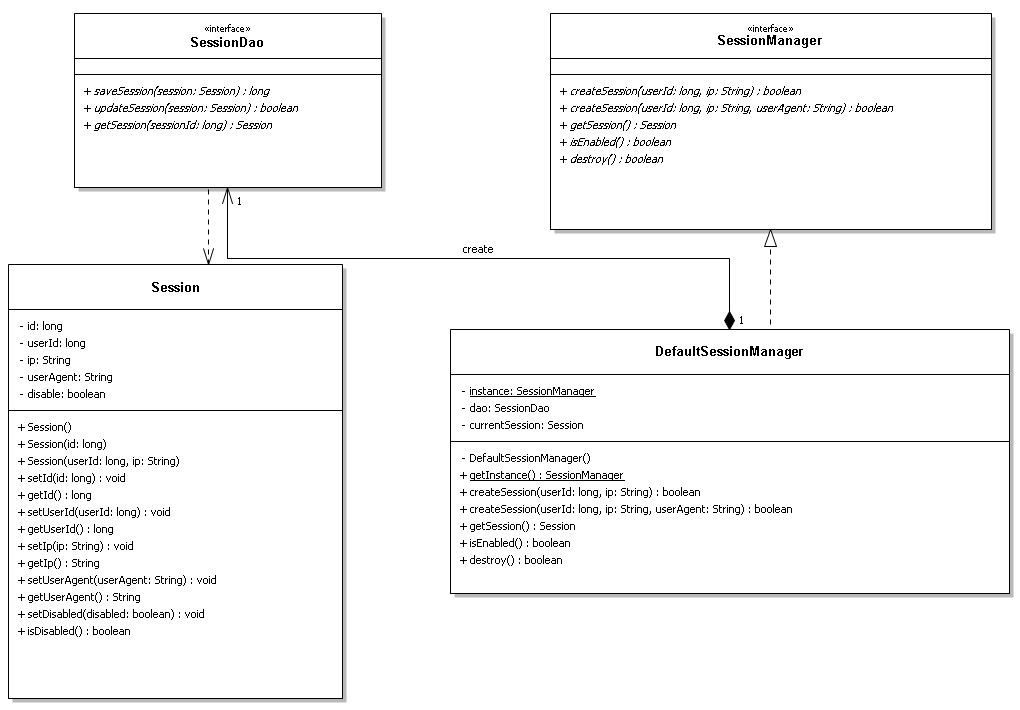 «interface»
SessionDao
+ saveSession(session: Session) : long
+ updateSession(session: Session) : boolean
+ getSession(sessionId: long) : Session
«interface»
SessionManager
+ createSession(userId: long, ip: String) : boolean
+ createSession(userId: long, ip: String, userAgent: String) : boolean
+ getSession() : Session
+ isEnabled() : boolean
+ destroy() : boolean
1
create
1
Session
- id: long
- userId: long
- ip: String
- userAgent: String
- disable: boolean
+ Session()
+ Session(id: long)
+ Session(userId: long, ip: String)
+ setId(id: long) : void
+ getId() : long
+ setUserId(userId: long) : void
+ getUserId() : long
+ setIp(ip: String) : void
+ getIp() : String
+ setUserAgent(userAgent: String) : void
+ getUserAgent() : String
+ setDisabled(disabled: boolean) : void
+ isDisabled() : boolean
DefaultSessionManager
- instance: SessionManager
- dao: SessionDao
- currentSession: Session
- DefaultSessionManager()
+ getInstance() : SessionManager
+ createSession(userId: long, ip: String) : boolean
+ createSession(userId: long, ip: String, userAgent: String) : boolean
+ getSession() : Session
+ isEnabled() : boolean
+ destroy() : boolean